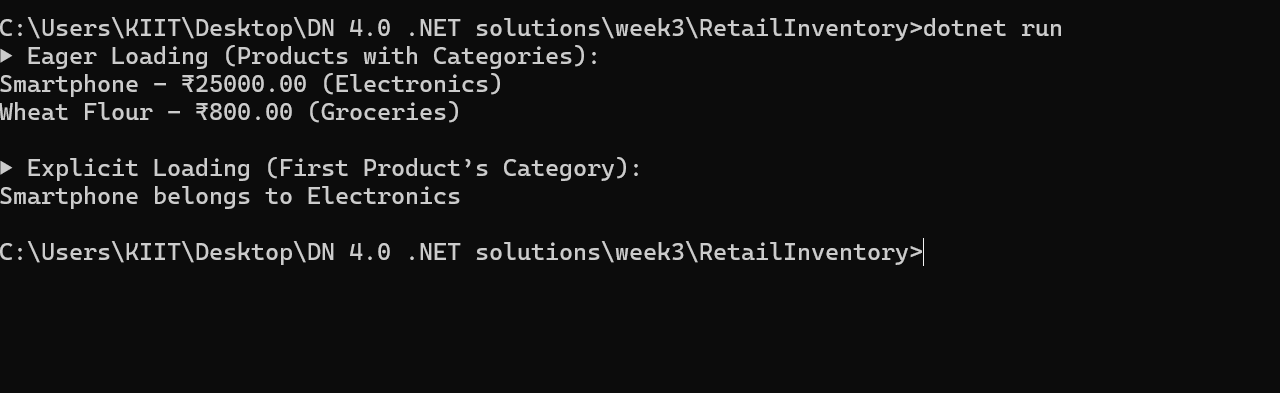 C:\Users\KIIT\Desktop\DN 4.0 .NET solutions\week3\RetailInventory>dotnet run
▶ Eager Loading (Products with Categories):
Smartphone – ₹25000.00 (Electronics)
Wheat Flour – ₹800.00 (Groceries)
▶ Explicit Loading (First Product’s Category):
Smartphone belongs to Electronics
C:\Users\KIIT\Desktop\DN 4.0 .NET solutions\week3\RetailInventory>